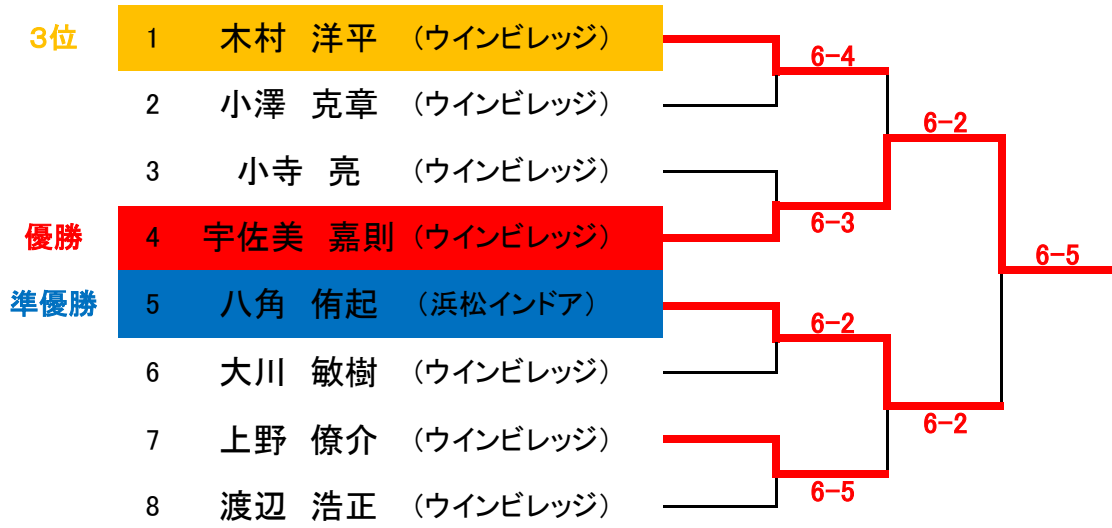 3位 1 木村 洋平 (ウインビレッジ)
6-4
2 小澤 克章 (ウインビレッジ)
6-2
3 小寺 亮 (ウインビレッジ)
6-3
優勝 4 宇佐美 嘉則 (ウインビレッジ)
6-5
準優勝 5 八角 侑起 (浜松インドア)
6-2
6 大川 敏樹 (ウインビレッジ)
6-2
7 上野 僚介 (ウインビレッジ)
6-5
8 渡辺 浩正 (ウインビレッジ)